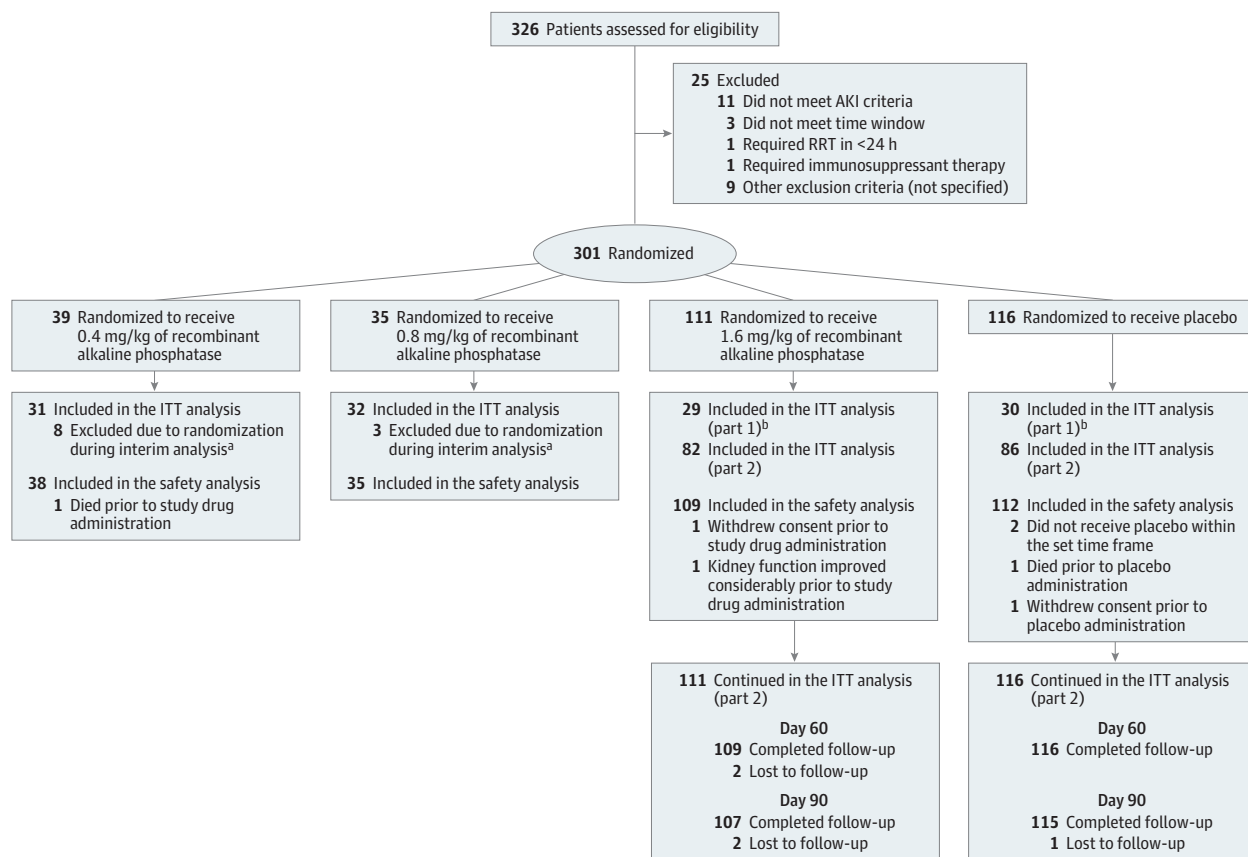 326 Patients assessed for eligibility
25 Excluded
11 Did not meet AKI criteria
3 Did not meet time window
1 Required RRT in <24 h
1 Required immunosuppressant therapy
9 Other exclusion criteria (not specified)
301 Randomized
39 Randomized to receive
0.4 mg/kg of recombinant
alkaline phosphatase
35 Randomized to receive
0.8 mg/kg of recombinant
alkaline phosphatase
111 Randomized to receive
1.6 mg/kg of recombinant
alkaline phosphatase
116 Randomized to receive placebo
31 Included in the ITT analysis
8 Excluded due to randomization
during interim analysisa
38 Included in the safety analysis
1 Died prior to study drug
administration
32 Included in the ITT analysis
3 Excluded due to randomization
during interim analysisa
35 Included in the safety analysis
29 Included in the ITT analysis
(part 1)b
82 Included in the ITT analysis
(part 2)
109 Included in the safety analysis
1 Withdrew consent prior to
study drug administration
1 Kidney function improved
considerably prior to study
drug administration
30 Included in the ITT analysis
(part 1)b
86 Included in the ITT analysis
(part 2)
112 Included in the safety analysis
2 Did not receive placebo within
the set time frame
1 Died prior to placebo
administration
1 Withdrew consent prior to
placebo administration
111 Continued in the ITT analysis
(part 2)
Day 60
109 Completed follow-up
2 Lost to follow-up
Day 90
107 Completed follow-up
2 Lost to follow-up
116 Continued in the ITT analysis
(part 2)
Day 60
116 Completed follow-up
Day 90
115 Completed follow-up
1 Lost to follow-up